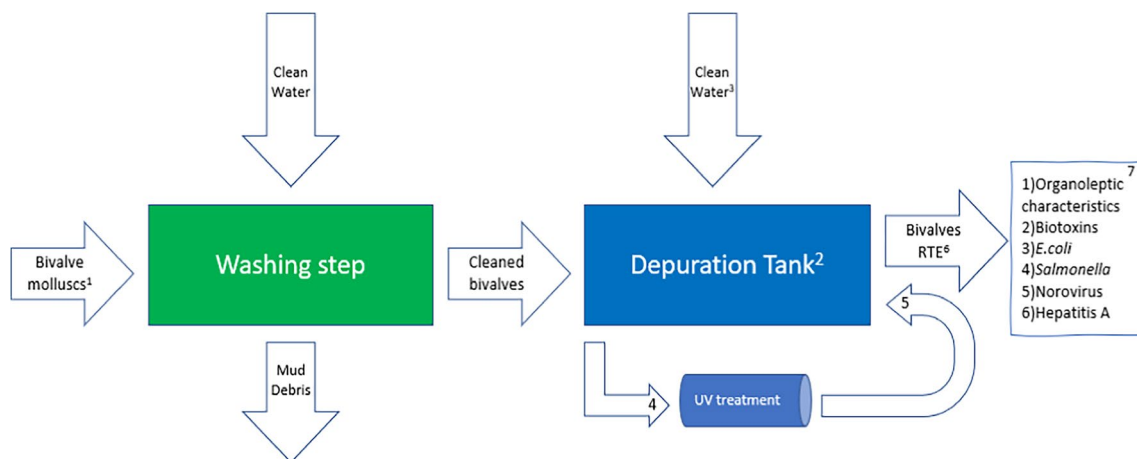 Clean
Water
Clean
Water³
Bivalve
molluscs¹
Washing step
Cleaned
bivalves
Depuration Tank²
Bivalves
RTE⁶
7
1)Organoleptic
characteristics
2)Biotoxins
3)E.coli
4)Salmonella
5)Norovirus
6)Hepatitis A
5
Mud
Debris
4
UV treatment